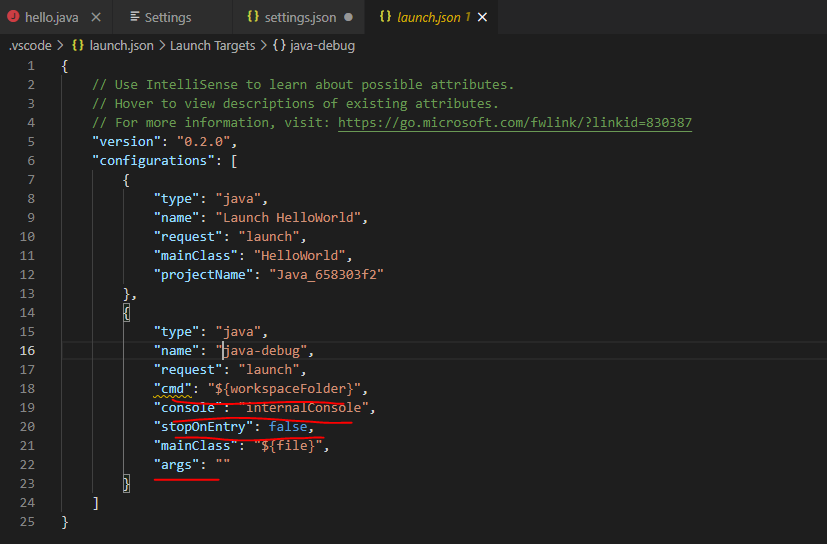 hello.java
Settings
settings.json
launch.json 1
.vscode > {} launch.json > Launch Targets > {} java-debug
1 {
2 // Use IntelliSense to learn about possible attributes.
3 // Hover to view descriptions of existing attributes.
4 // For more information, visit: https://go.microsoft.com/fwlink/?linkid=830387
5 "version": "0.2.0",
6 "configurations": [
7 {
8 "type": "java",
9 "name": "Launch HelloWorld",
10 "request": "launch",
11 "mainClass": "HelloWorld",
12 "projectName": "Java_658303f2"
13 },
14 {
15 "type": "java",
16 "name": "java-debug",
17 "request": "launch",
18 "cmd": "${workspaceFolder}",
19 "console": "internalConsole",
20 "stopOnEntry": false,
21 "mainClass": "${file}",
22 "args": ""
23 }
24 ]
25 }